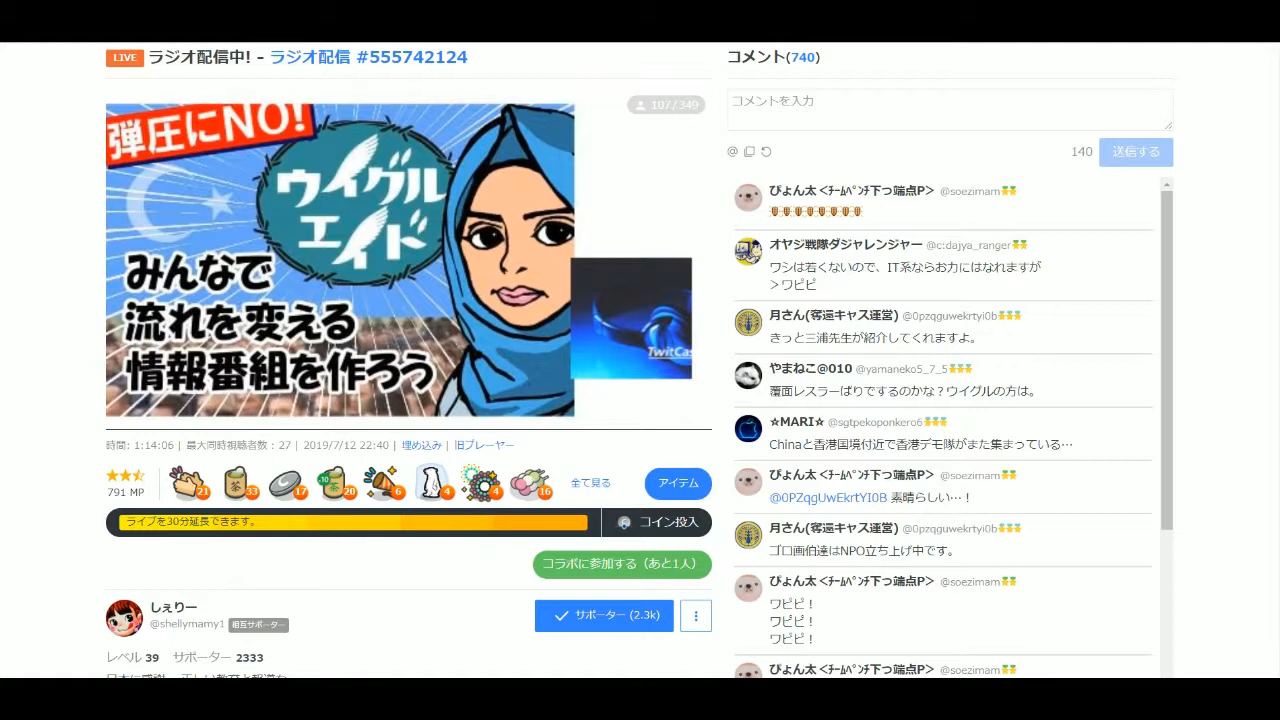 LIVE ラジオ配信中! - ラジオ配信 #555742124
107/349
弾圧にNO!
ウイグル
エイド
みんなで
流れを変える
情報番組を作ろう
TwitCas
時間: 1:14:06 | 最大同時視聴者数 : 27 | 2019/7/12 22:40 | 埋め込み | 旧プレーヤー
791 MP
21
33
17
20
6
4
4
16
全て見る
アイテム
ライブを30分延長できます。
コイン投入
コラボに参加する（あと1人）
しぇりー
@shellymamy1 相互サポーター
サポーター (2.3k)
レベル 39 サポーター 2333
コメント(740)
コメントを入力
140 送信する
ぴょん太<ﾁｰﾑﾊﾟﾝﾁ下っ端点P> @soezimam
オヤジ戦隊ダジャレンジャー @c:dajya_ranger
ワシは若くないので、IT系ならお力にはなれますが
＞ワピピ
月さん(奪還キャス運営) @0pzqguwekrtyi0b
きっと三浦先生が紹介してくれますよ。
やまねこ@010 @yamaneko5_7_5
覆面レスラーばりでするのかな？ウイグルの方は。
☆MARI☆ @sgtpekoponkero6
Chinaと香港国境付近で香港デモ隊がまた集まっている…
ぴょん太<ﾁｰﾑﾊﾟﾝﾁ下っ端点P> @soezimam
@0PZqgUwEkrtYI0B 素晴らしい…！
月さん(奪還キャス運営) @0pzqguwekrtyi0b
ゴロ画伯達はNPO立ち上げ中です。
ぴょん太<ﾁｰﾑﾊﾟﾝﾁ下っ端点P> @soezimam
ワピピ！
ワピピ！
ワピピ！
ぴょん太<ﾁｰﾑﾊﾟﾝﾁ下っ端点P> @soezimam